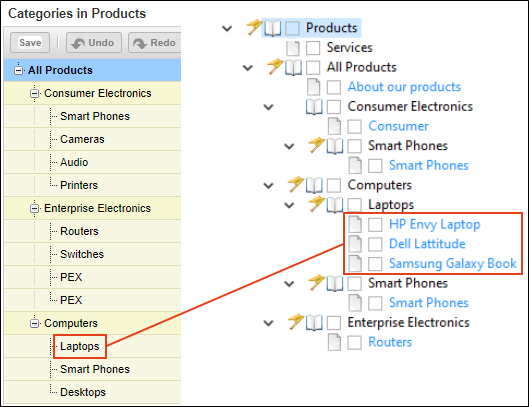 Categories in Products
Save
Undo
Redo
All Products
Consumer Electronics
Smart Phones
Cameras
Audio
Printers
Enterprise Electronics
Routers
Switches
PEX
PEX
Computers
Laptops
Smart Phones
Desktops
Products
Services
All Products
About our products
Consumer Electronics
Consumer
Smart Phones
Smart Phones
Computers
Laptops
HP Envy Laptop
Dell Lattitude
Samsung Galaxy Book
Smart Phones
Smart Phones
Enterprise Electronics
Routers